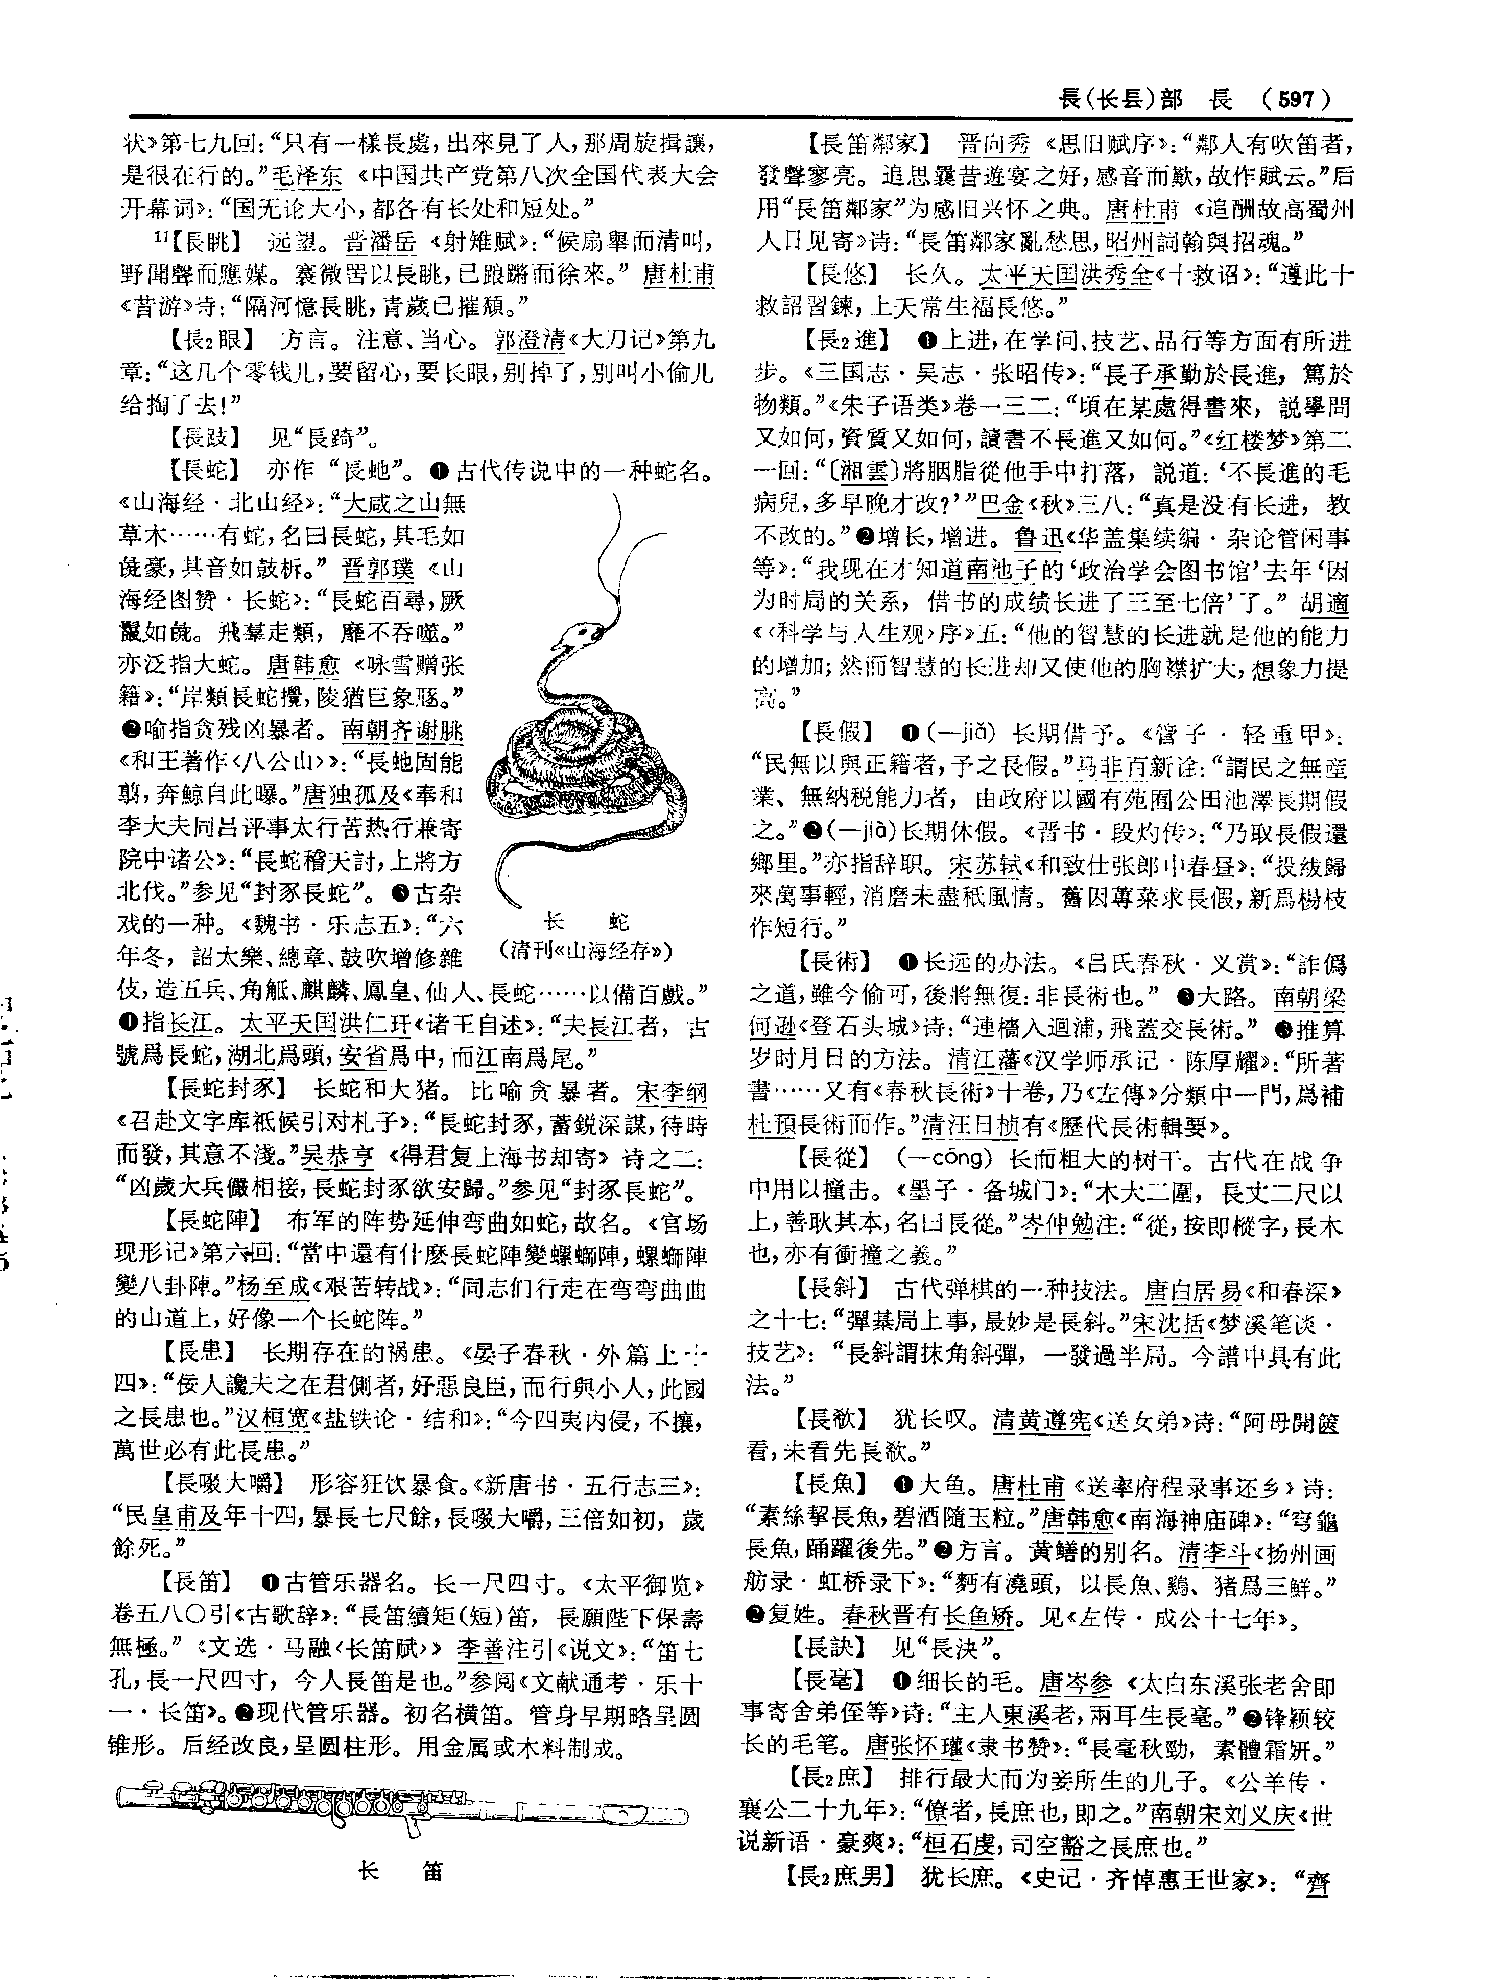 長(长县)部　長　(597)
状》第七九回:“只有一樣長處,出來見了人,那周旋揖讓,
是很在行的。”毛泽东《中国共产党第八次全国代表大会
开幕词》:“国无论大小,都各有长处和短处。”
11【長眺】　远望。晋潘岳《射雉赋》:“候扇舉而清叫,
野聞聲而應媒。褰微罟以長眺,已踉蹡而徐來。”唐杜甫
《昔游》诗:“隔河憶長眺,青歲已摧頹。”
【長2眼】　方言。注意、当心。郭澄清《大刀记》第九
章:“这几个零钱儿,要留心,要长眼,别掉了,别叫小偷儿
给掏了去!”
【長跂】　见“長踦”。
【長蛇】　亦作“長虵”。❶古代传说中的一种蛇名。
《山海经·北山经》:“大咸之山無
草木……有蛇,名曰長蛇,其毛如
彘豪,其音如鼓柝。”晋郭璞《山
海经图赞·长蛇》:“長蛇百尋,厥
鬣如彘。飛羣走類,靡不吞噬。”
亦泛指大蛇。唐韩愈《咏雪赠张
籍》:“岸類長蛇攪,陵猶巨象豗。”
❷喻指贪残凶暴者。南朝齐谢朓
《和王著作〈八公山〉》:“長虵固能
翦,奔鯨自此曝。”唐独孤及《奉和
李大夫同吕评事太行苦热行兼寄
院中诸公》:“長蛇稽天討,上將方
北伐。”参见“封豕長蛇”。❸古杂
戏的一种。《魏书·乐志五》:“六
年冬，詔太樂、總章、鼓吹增修雜
伎,造五兵、角觝、麒麟、鳳皇、仙人、長蛇……以備百戲。”
❹指长江。太平天国洪仁玕《诸王自述》:“夫長江者，古
號爲長蛇,湖北爲頭,安省爲中,而江南爲尾。”
长　蛇
(清刊《山海经存》)
【長蛇封豕】　长蛇和大猪。比喻贪暴者。宋李纲
《召赴文字库祗候引对札子》:“長蛇封豕,蓄銳深謀,待時
而發,其意不淺。”吴恭亨《得君复上海书却寄》诗之二:
“凶歲大兵儼相接,長蛇封豕欲安歸。”参见“封豕長蛇”。
【長蛇陣】　布军的阵势延伸弯曲如蛇,故名。《官场
现形记》第六回:“當中還有什麽長蛇陣變螺螄陣,螺螄陣
變八卦陣。”杨至成《艰苦转战》:“同志们行走在弯弯曲曲
的山道上,好像一个长蛇阵。”
【長患】　长期存在的祸患。《晏子春秋·外篇上十
四》:“佞人讒夫之在君側者,好惡良臣,而行與小人,此國
之長患也。”汉桓宽《盐铁论·结和》:“今四夷内侵,不攘,
萬世必有此長患。”
【長啜大嚼】　形容狂饮暴食。《新唐书·五行志三》:
“民皇甫及年十四,暴長七尺餘,長啜大嚼,三倍如初，歲
餘死。”
【長笛】　❶古管乐器名。长一尺四寸。《太平御览》
卷五八〇引《古歌辞》:“長笛續矩(短)笛，長願陛下保壽
無極。”《文选·马融〈长笛赋〉》李善注引《说文》:“笛七
孔,長一尺四寸，今人長笛是也。”参阅《文献通考·乐十
一·长笛》。❷现代管乐器。初名横笛。管身早期略呈圆
锥形。后经改良,呈圆柱形。用金属或木料制成。
长　笛
【長笛鄰家】　晋向秀《思旧赋序》:“鄰人有吹笛者,
發聲寥亮。追思曩昔遊宴之好,感音而歎,故作賦云。”后
用“長笛鄰家”为感旧兴怀之典。唐杜甫《追酬故高蜀州
人日见寄》诗:“長笛鄰家亂愁思,昭州詞翰與招魂。”
【長悠】　长久。太平天国洪秀全《十救诏》:“遵此十
救詔習鍊,上天常生福長悠。”
【長2進】　❶上进,在学问、技艺、品行等方面有所进
步。《三国志·吴志·张昭传》:“長子承勤於長進，篤於
物類。”《朱子语类》卷一三二:“頃在某處得書來，説學問
又如何,資質又如何,讀書不長進又如何。”《红楼梦》第二
一回:“〔湘雲〕將胭脂從他手中打落，説道:‘不長進的毛
病兒,多早晚才改?’”巴金《秋》三八:“真是没有长进，教
不改的。”❷增长,增进。鲁迅《华盖集续编·杂论管闲事
等》:“我现在才知道南池子的‘政治学会图书馆’去年‘因
为时局的关系，借书的成绩长进了三至七倍’了。”胡適
《〈科学与人生观〉序》五:“他的智慧的长进就是他的能力
的增加;然而智慧的长进却又使他的胸襟扩大,想象力提
高。”
【長假】　❶(—jiǎ)长期借予。《管子·轻重甲》:
“民無以與正籍者,予之長假。”马非百新诠:“謂民之無産
業、無納税能力者，由政府以國有苑囿公田池澤長期假
之。”❷(—jià)长期休假。《晋书·段灼传》:“乃取長假還
鄉里。”亦指辞职。宋苏轼《和致仕张郎中春昼》:“投紱歸
來萬事輕,消磨未盡秖風情。舊因蓴菜求長假,新爲楊枝
作短行。”
【長術】　❶长远的办法。《吕氏春秋·义赏》:“詐僞
之道,雖今偷可,後將無復:非長術也。”❷大路。南朝梁
何逊《登石头城》诗:“連檣入迴浦,飛蓋交長術。”❸推算
岁时月日的方法。清江藩《汉学师承记·陈厚耀》:“所著
書……又有《春秋長術》十卷,乃《左傳》分類中一門,爲補
杜預長術而作。”清汪日桢有《歷代長術輯要》。
【長從】　(—cóng)长而粗大的树干。古代在战争
中用以撞击。《墨子·备城门》:“木大二圍，長丈二尺以
上,善耿其本,名曰長從。”岑仲勉注:“從,按即樅字,長木
也,亦有衝撞之義。”
【長斜】　古代弹棋的一种技法。唐白居易《和春深》
之十七:“彈棊局上事,最妙是長斜。”宋沈括《梦溪笔谈·
技艺》:“長斜謂抹角斜彈，一發過半局。今譜中具有此
法。”
【長欷】　犹长叹。清黄遵宪《送女弟》诗:“阿母開篋
看,未看先長欷。”
【長魚】　❶大鱼。唐杜甫《送率府程录事还乡》诗:
“素絲挈長魚,碧酒隨玉粒。”唐韩愈《南海神庙碑》:“穹龜
長魚,踊躍後先。”❷方言。黄鳝的别名。清李斗《扬州画
舫录·虹桥录下》:“麪有澆頭，以長魚、鷄、猪爲三鮮。”
❸复姓。春秋晋有长鱼矫。见《左传·成公十七年》。
【長訣】　见“長決”。
【長毫】　❶细长的毛。唐岑参《太白东溪张老舍即
事寄舍弟侄等》诗:“主人東溪老,兩耳生長毫。”❷锋颖较
长的毛笔。唐张怀瓘《隶书赞》:“長毫秋勁，素體霜妍。”
【長2庶】　排行最大而为妾所生的儿子。《公羊传·
襄公二十九年》:“僚者,長庶也,即之。”南朝宋刘义庆《世
说新语·豪爽》:“桓石虔,司空豁之長庶也。”
【長2庶男】　犹长庶。《史记·齐悼惠王世家》:“齊